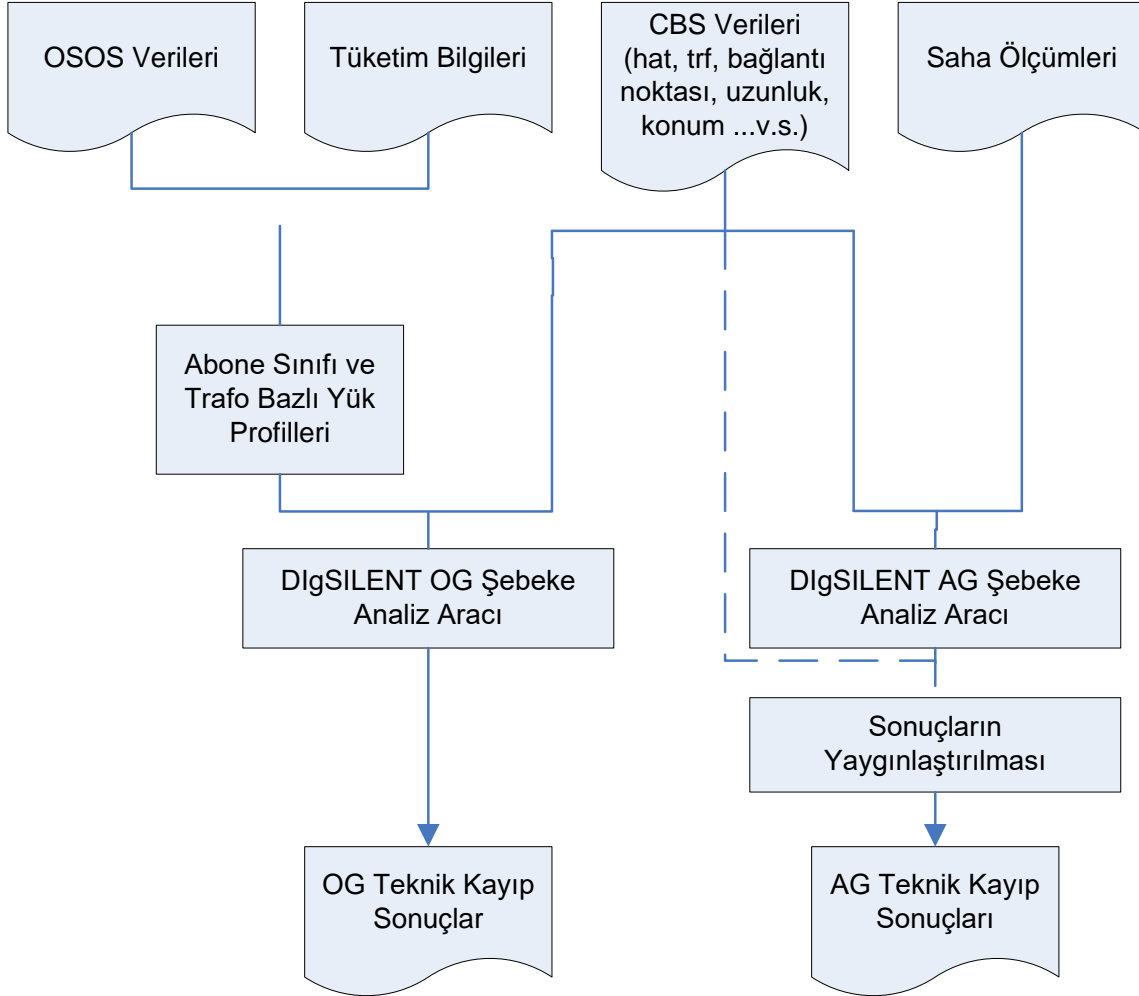 OSOS Verileri
Tüketim Bilgileri
CBS Verileri
(hat, trf, bağlantı
noktası, uzunluk,
konum ...v.s.)
Saha Ölçümleri
Abone Sınıfı ve
Trafo Bazlı Yük
Profilleri
DIgSILENT OG Şebeke
Analiz Aracı
DIgSILENT AG Şebeke
Analiz Aracı
Sonuçların
Yaygınlaştırılması
OG Teknik Kayıp
Sonuçlar
AG Teknik Kayıp
Sonuçları